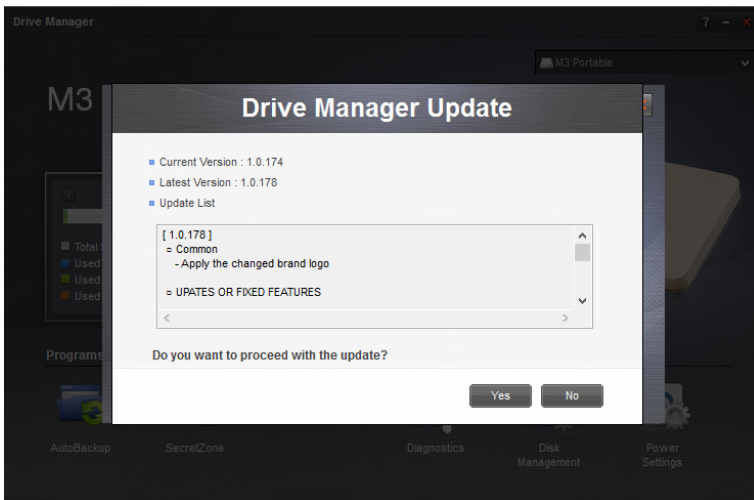 Drive Manager
? –
M3 Portable
M3
Drive Manager Update
Current Version : 1.0.174
Latest Version : 1.0.178
Update List
[ 1.0.178 ]
Common
- Apply the changed brand logo
UPATES OR FIXED FEATURES
Total
Used
Used
Used
Do you want to proceed with the update?
Programs
Yes No
AutoBackup SecretZone Diagnostics Disk Management Power Settings